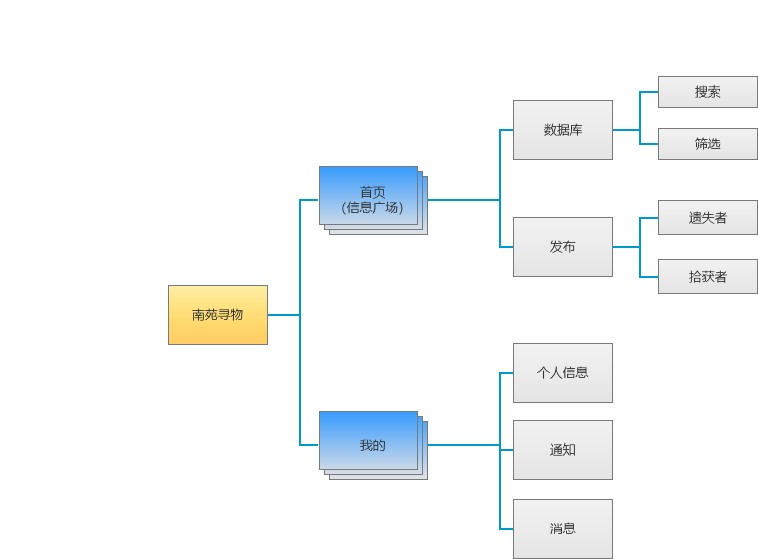 南苑寻物
首页
（信息广场）
数据库
搜索
筛选
发布
遗失者
拾获者
我的
个人信息
通知
消息